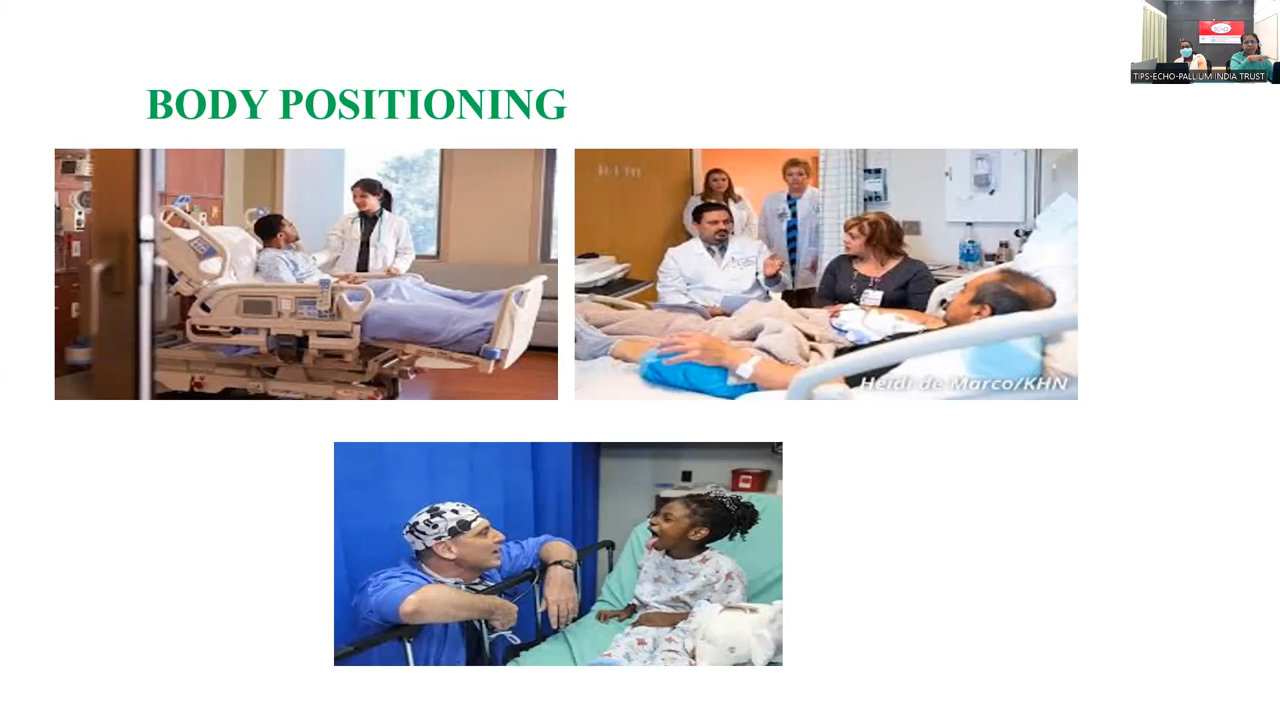 BODY POSITIONING
TIPS-ECHO-PALLIUM INDIA TRUST
Heidi de Marco/KHN